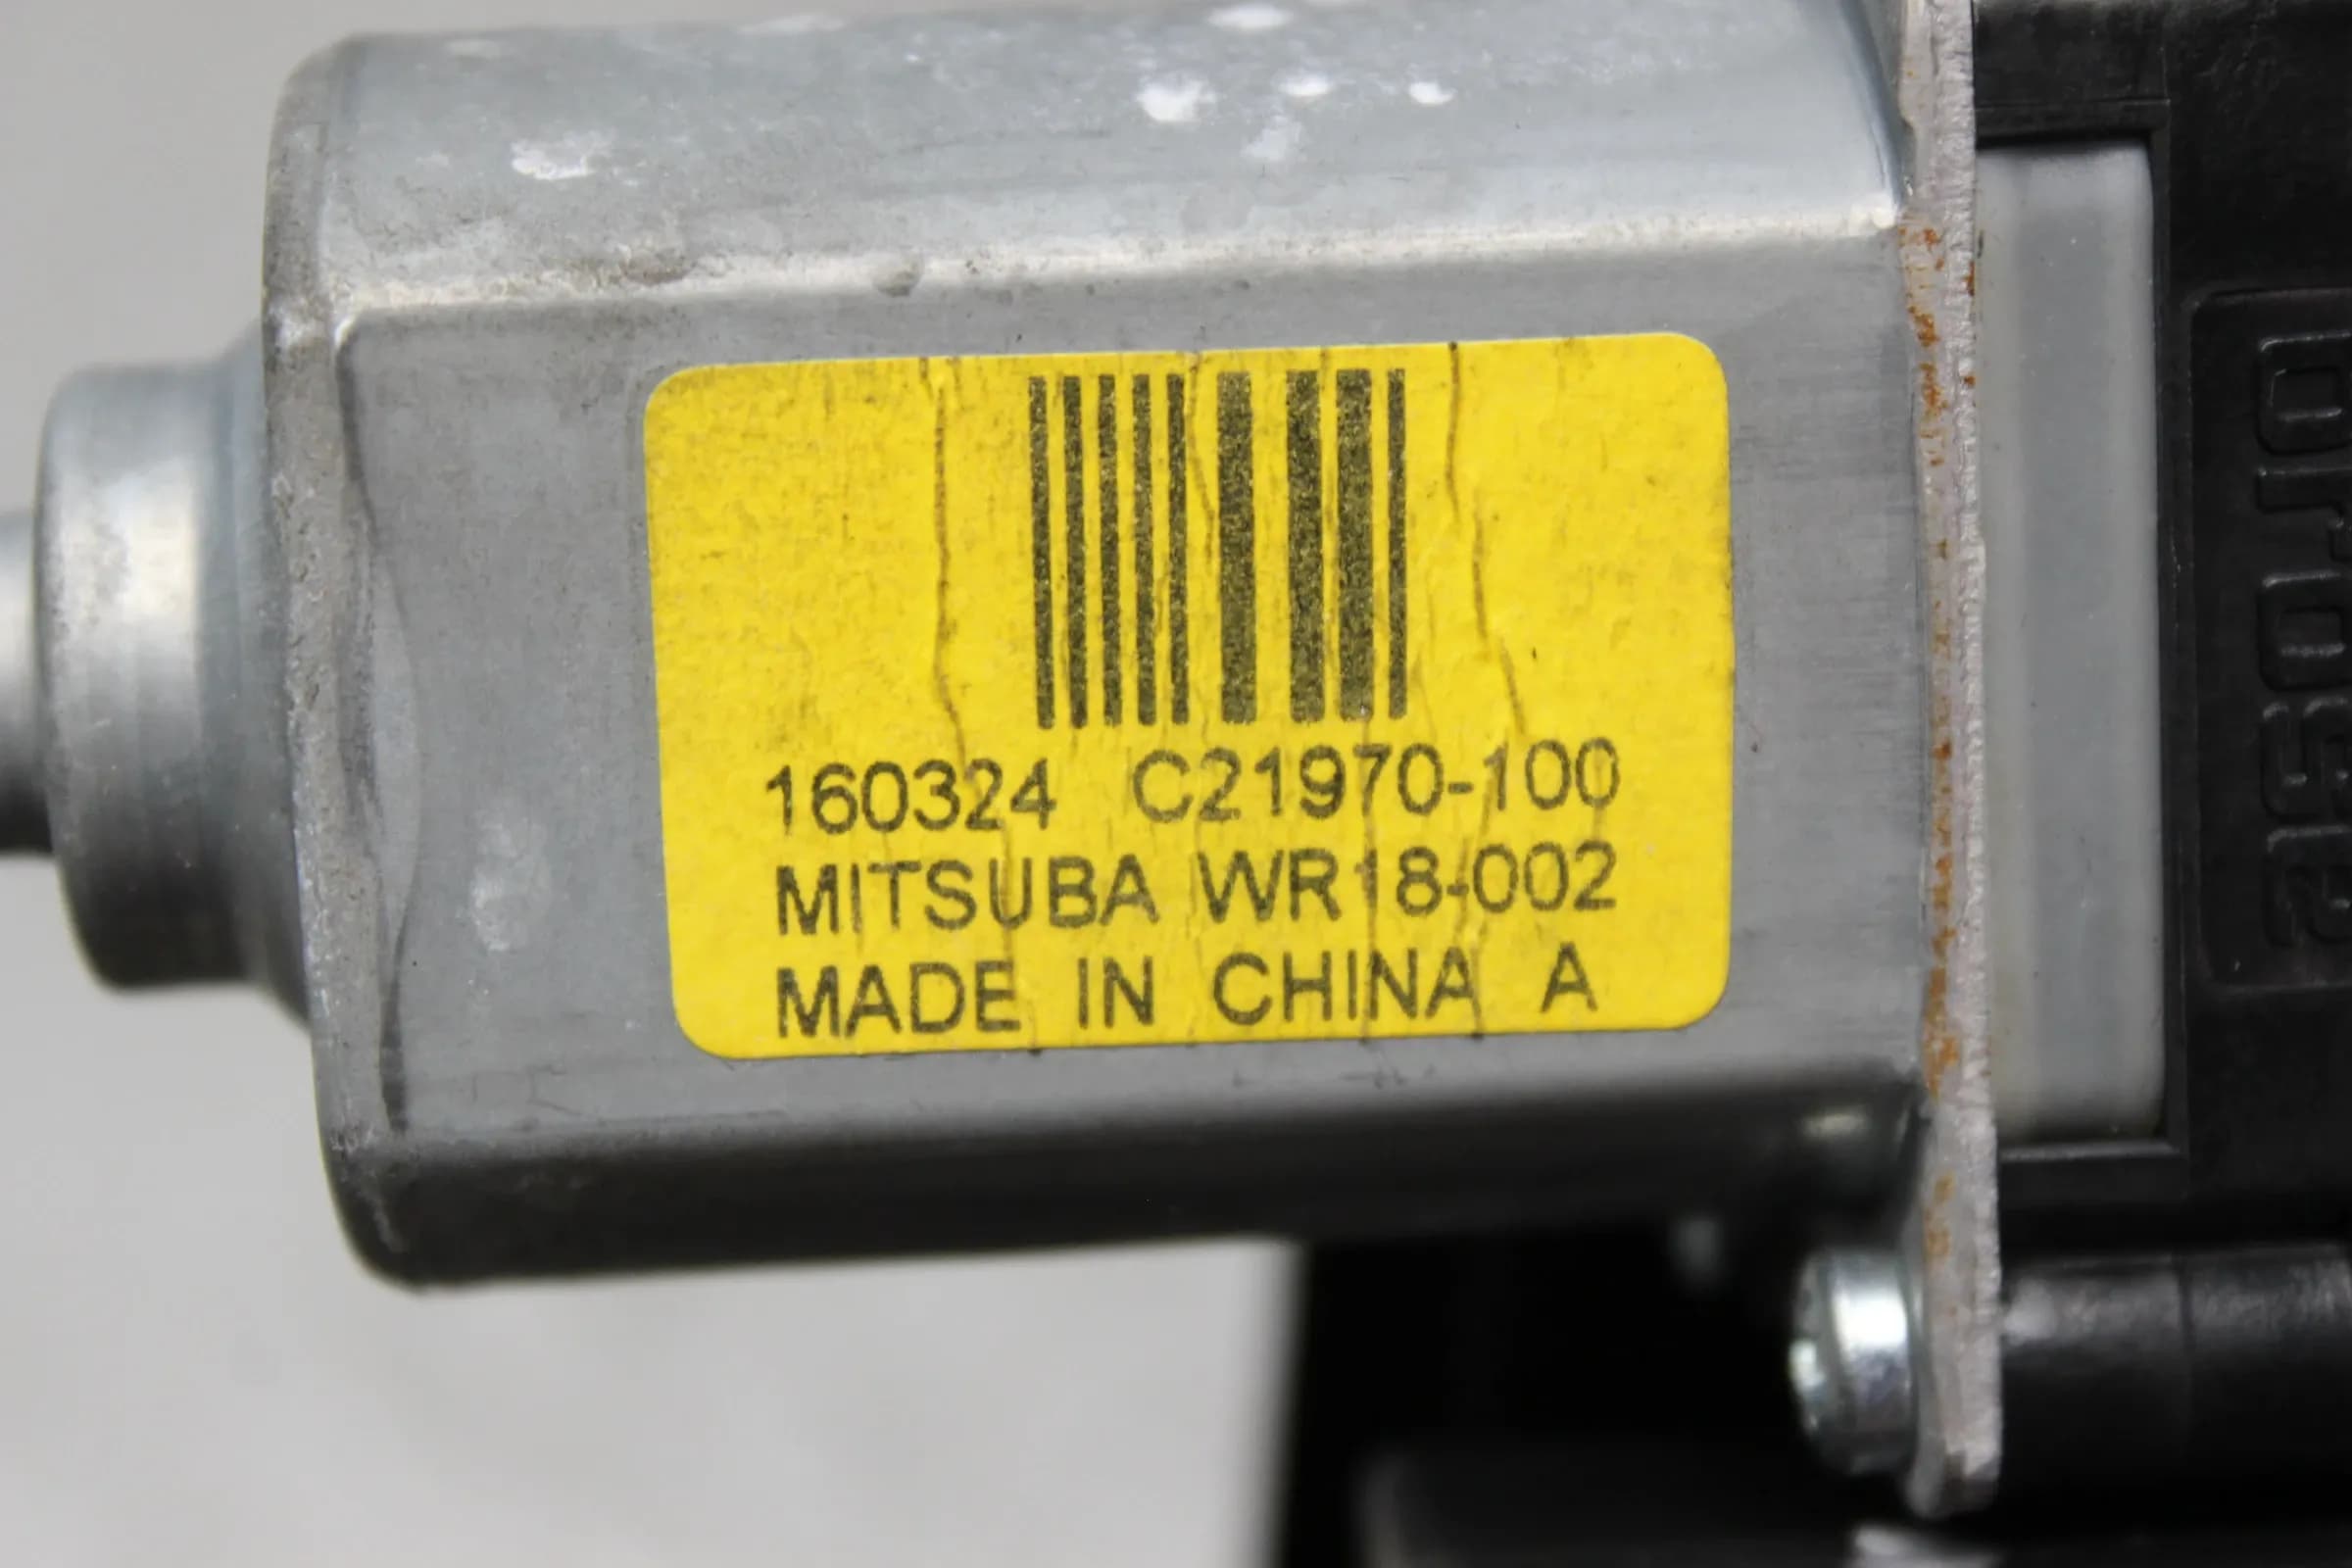 160324 C21970-100
MITSUBA WR18-002
MADE IN CHINA A